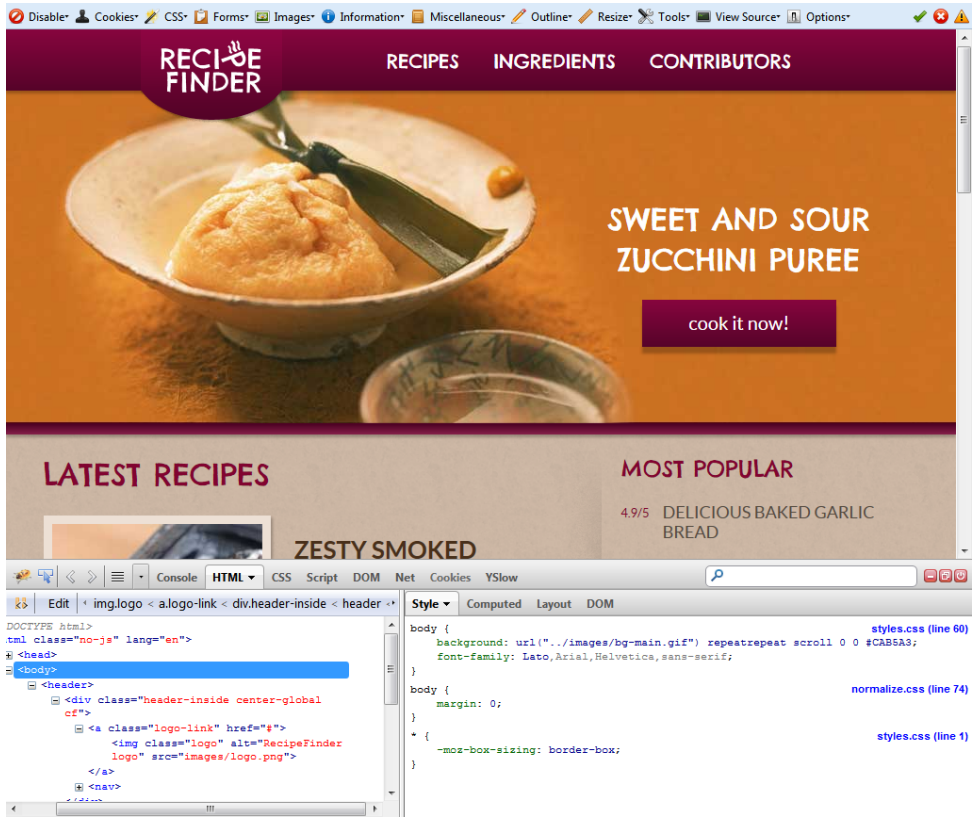 Disable Cookies CSS Forms Images Information Miscellaneous Outline Resize Tools View Source Options
RECIPE
FINDER
RECIPES INGREDIENTS CONTRIBUTORS
SWEET AND SOUR
ZUCCHINI PUREE
cook it now!
LATEST RECIPES
ZESTY SMOKED
MOST POPULAR
4.9/5 DELICIOUS BAKED GARLIC
BREAD
Console HTML CSS Script DOM Net Cookies YSlow
Edit img.logo < a.logo-link < div.header-inside < header
DOCTYPE html>
tml class="no-js" lang="en">
<head>
<body>
<header>
<div class="header-inside center-global
cf">
<a class="logo-link" href="#">
<img class="logo" alt="RecipeFinder
logo" src="images/logo.png">
</a>
<nav>
</div>
Style Computed Layout DOM
body { styles.css (line 60)
background: url("../images/bg-main.gif") repeatrepeat scroll 0 0 #CAB5A3;
font-family: Lato,Arial,Helvetica,sans-serif;
}
body { normalize.css (line 74)
margin: 0;
}
* { styles.css (line 1)
-moz-box-sizing: border-box;
}